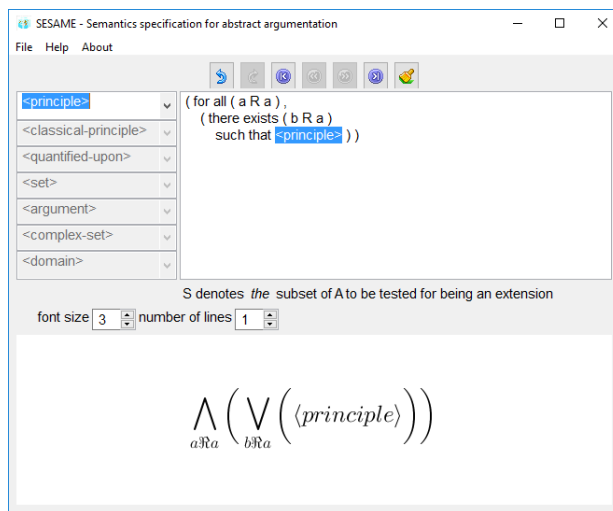 SESAME - Semantics specification for abstract argumentation
File Help About
<principle>
<classical-principle>
<quantified-upon>
<set>
<argument>
<complex-set>
<domain>
( for all ( a R a ) ,
( there exists ( b R a )
such that <principle> ) )
S denotes the subset of A to be tested for being an extension
font size 3 number of lines 1
⋀ ( ⋁ ( ⟨principle⟩ ) )
aℜa bℜa